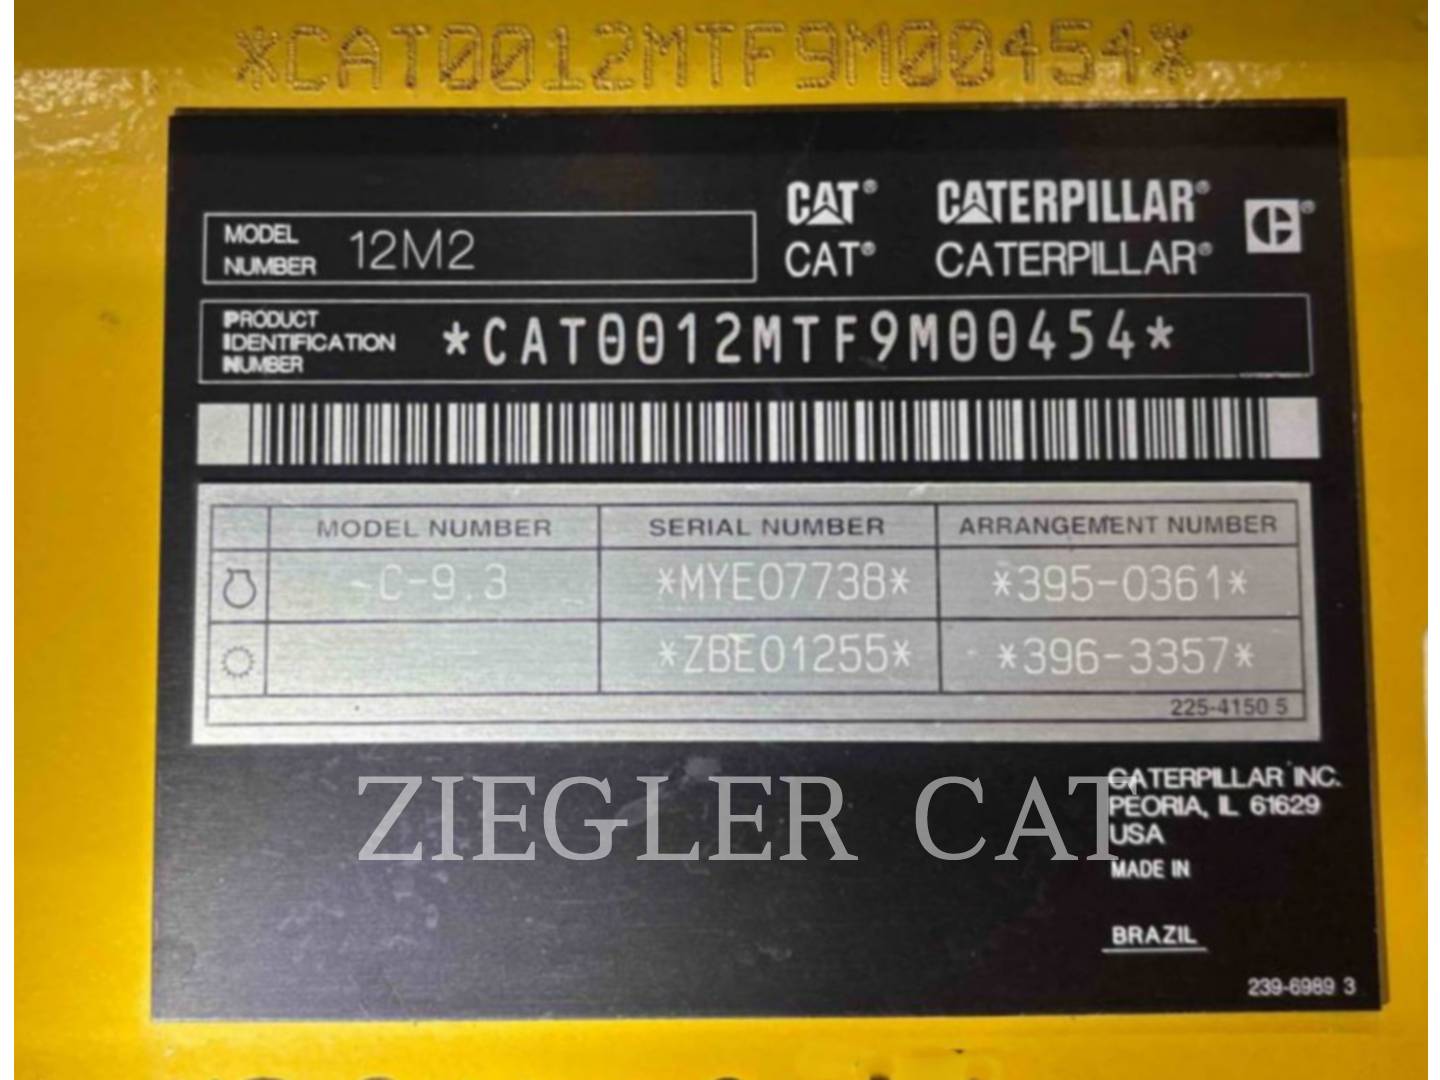 *CAT0012MTF9M00454*
CAT® CATERPILLAR®
MODEL NUMBER 12M2
CAT® CATERPILLAR®
PRODUCT IDENTIFICATION NUMBER *CAT0012MTF9M00454*
MODEL NUMBER SERIAL NUMBER ARRANGEMENT NUMBER
C-9.3 *MYE07738* *395-0361*
*ZBE01255* *396-3357*
225-4150 5
ZIEGLER CAT
CATERPILLAR INC.
PEORIA, IL 61629
USA
MADE IN
BRAZIL
239-6989 3